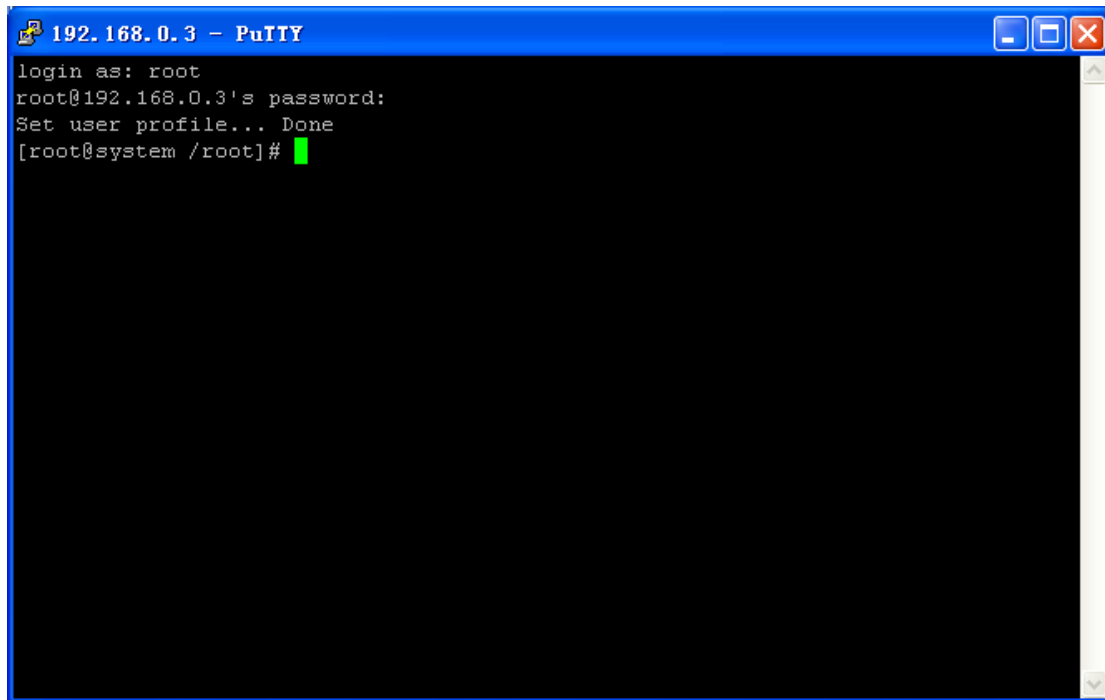 192.168.0.3 - PuTTY
login as: root
root@192.168.0.3's password:
Set user profile... Done
[root@system /root]#